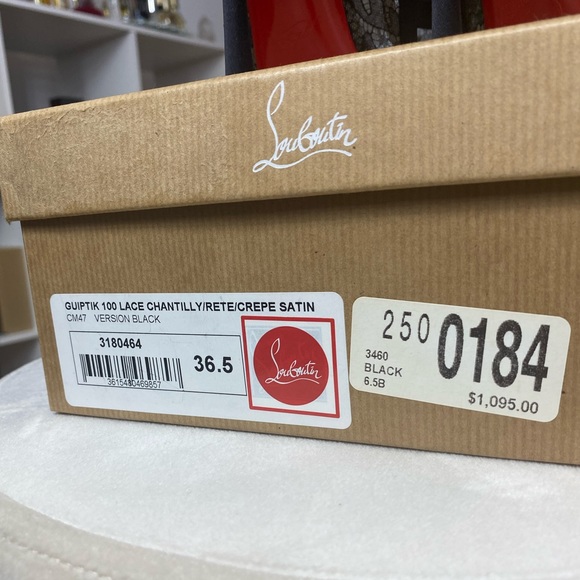 Louboutin
GUIPTIK 100 LACE CHANTILLY/RETE/CREPE SATIN
CM47 VERSION BLACK
3180464
36.5
3615480469857
Louboutin
250 0184
3460
BLACK
6.5B
$1,095.00